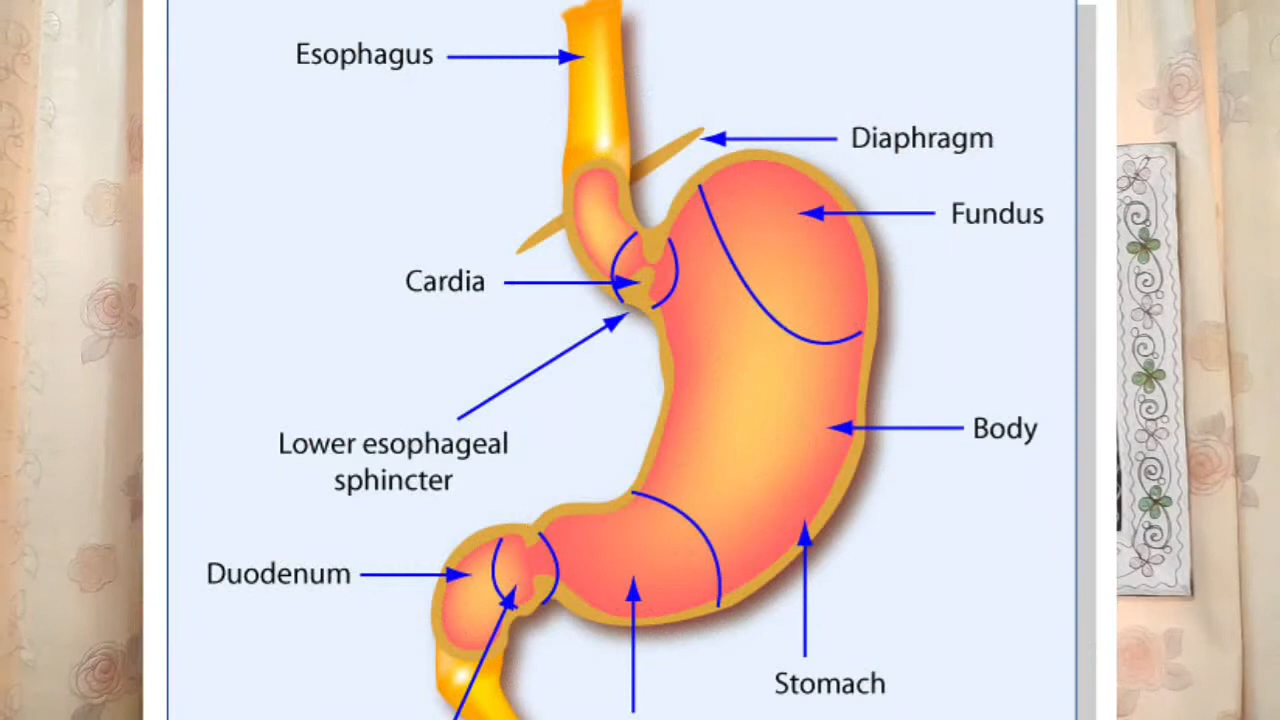 Esophagus
Diaphragm
Fundus
Cardia
Lower esophageal
sphincter
Body
Duodenum
Stomach